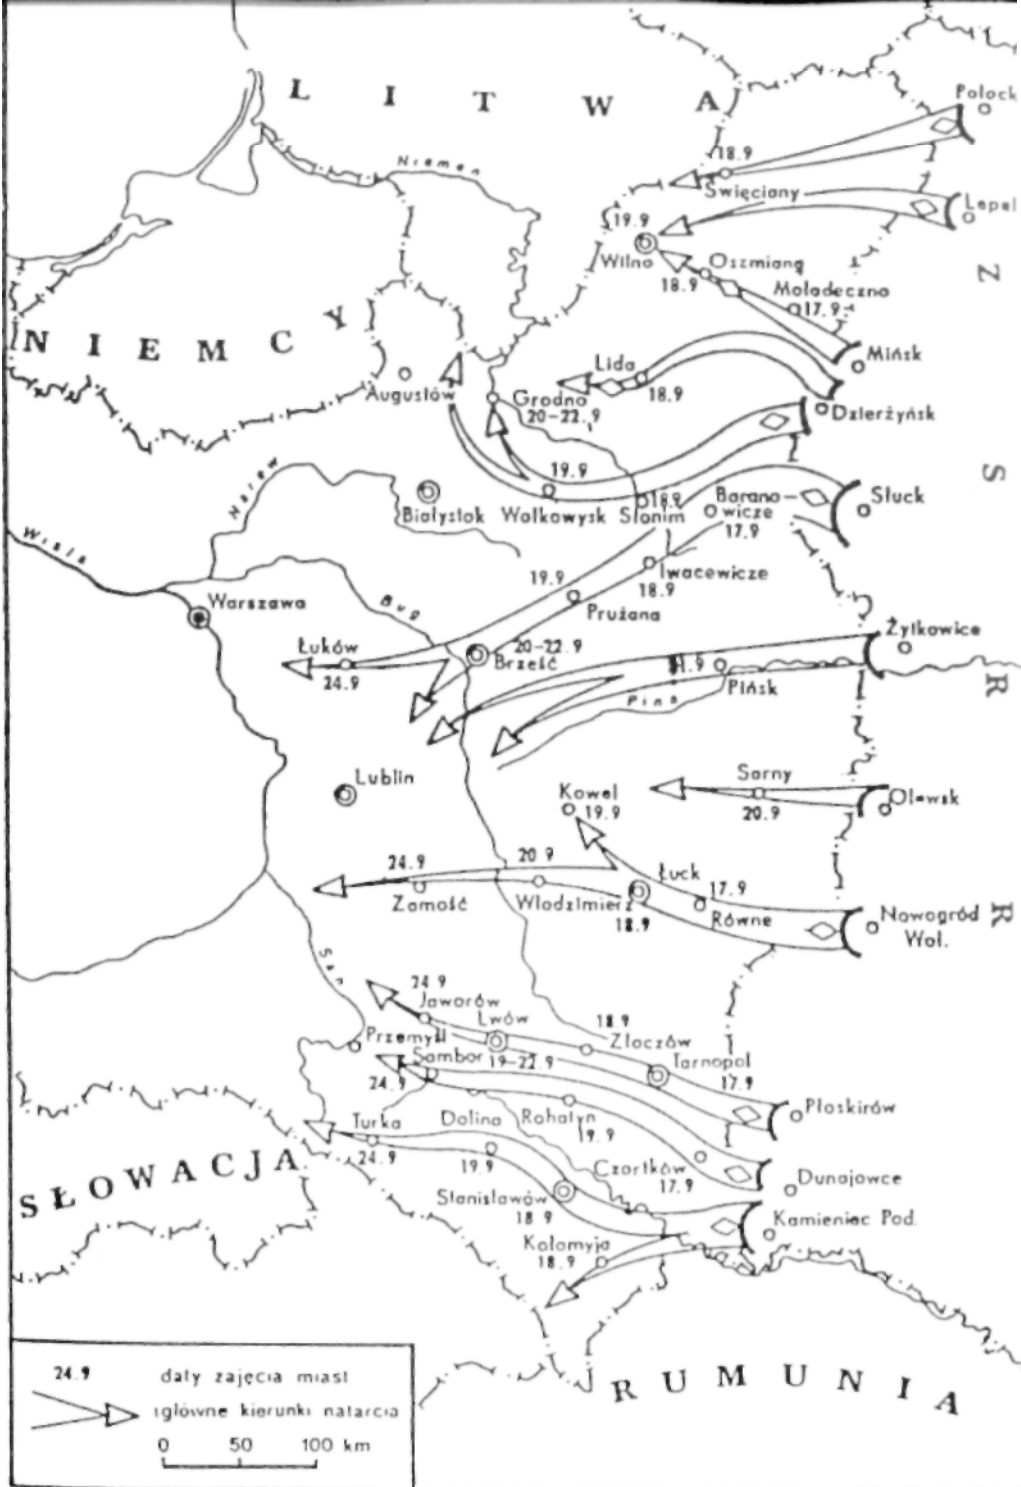 LITWA
Połock
18.9
Święciany
Niemen
Lepel
19.9
Wilno
Oszmiana
18.9
Z
Mołodeczno
17.9
NIEMCY
Mińsk
Lida
18.9
Augustów
Grodno
20-22.9
Dzierżyńsk
19.9
S
Narew
Białystok
Wołkowysk
Słonim
18.9
Barano-
wicze
17.9
Słuck
Wisła
Iwacewicze
18.9
19.9
Prużana
Bug
Warszawa
Żytkowice
Łuków
24.9
20-22.9
Brześć
Pińsk
Pina
R
Lublin
Sarny
20.9
Kowel
19.9
Olewsk
24.9
Zamość
20.9
Włodzimierz
Łuck
18.9
17.9
Równe
Nowogród
Woł.
R
San
24.9
Jaworów
Lwów
19-22.9
18.9
Złoczów
Przemyśl
Sambor
24.9
Tarnopol
17.9
Płoskirów
Turka
24.9
Dolina
19.9
Rohatyn
19.9
Czortków
17.9
Dunajowce
SŁOWACJA
Stanisławów
18.9
Kamieniec Pod.
Kołomyja
18.9
RUMUNIA
24.9 daty zajęcia miast
główne kierunki natarcia
0 50 100 km